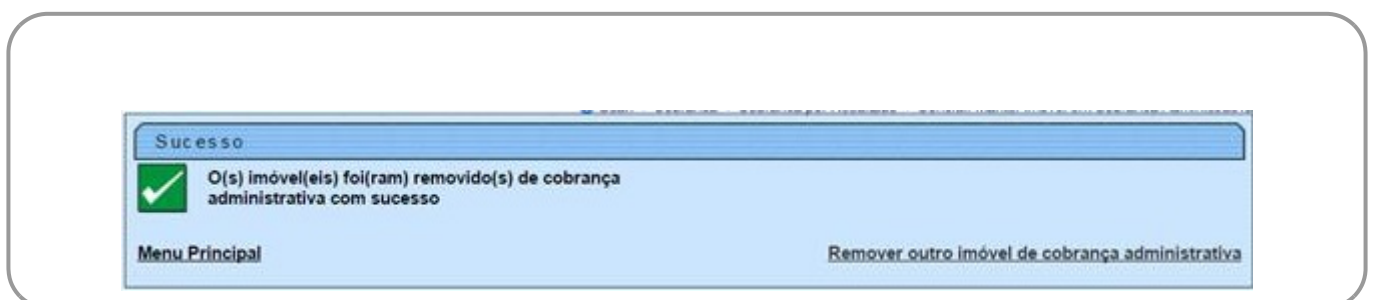 Sucesso
O(s) imóvel(eis) foi(ram) removido(s) de cobrança
administrativa com sucesso
Menu Principal
Remover outro imóvel de cobrança administrativa